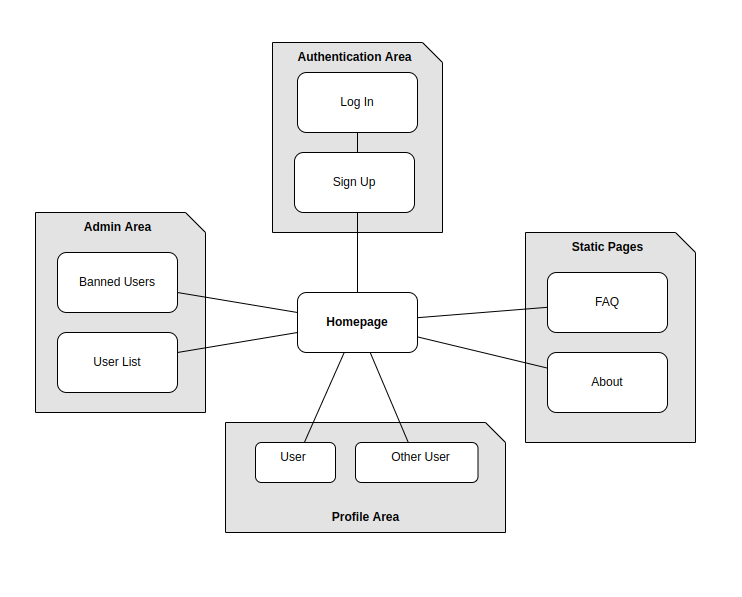 Authentication Area
Log In
Sign Up
Admin Area
Banned Users
User List
Homepage
Static Pages
FAQ
About
User
Other User
Profile Area